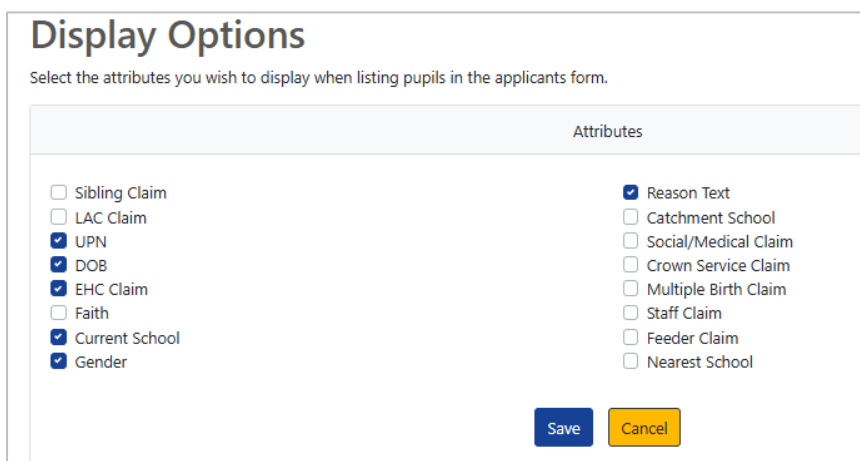 Display Options
Select the attributes you wish to display when listing pupils in the applicants form.
Attributes
Sibling Claim
LAC Claim
UPN
DOB
EHC Claim
Faith
Current School
Gender
Reason Text
Catchment School
Social/Medical Claim
Crown Service Claim
Multiple Birth Claim
Staff Claim
Feeder Claim
Nearest School
Save Cancel